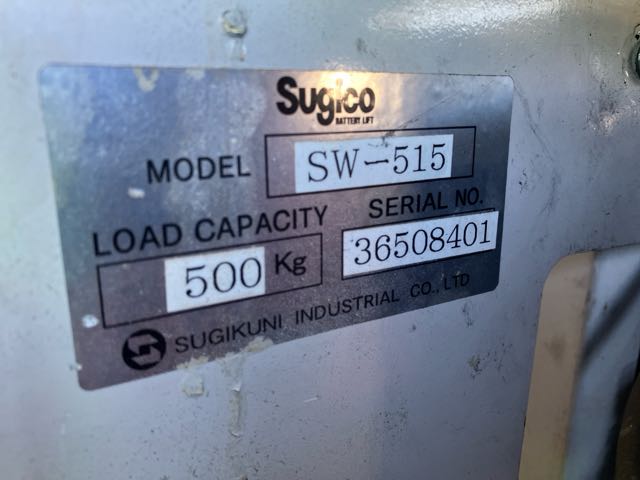 Sugico
BATTERY LIFT
MODEL SW-515
LOAD CAPACITY 500 Kg
SERIAL NO. 36508401
SUGIKUNI INDUSTRIAL CO., LTD